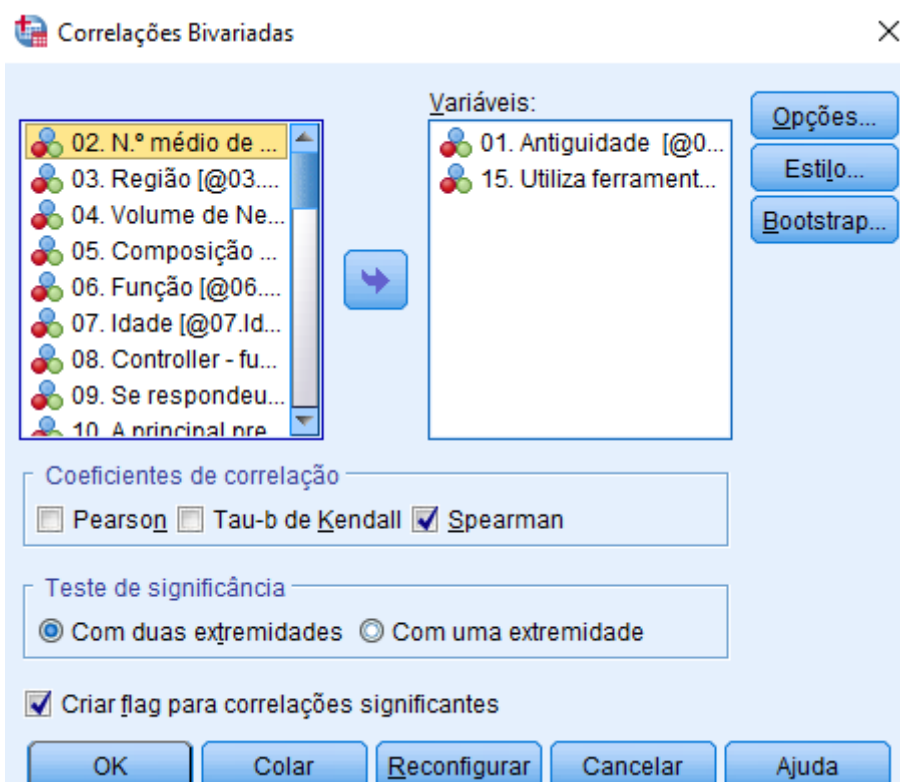 Correlações Bivariadas
Variáveis:
02. N.º médio de ...
03. Região [@03....
04. Volume de Ne...
05. Composição ...
06. Função [@06....
07. Idade [@07.Id...
08. Controller - fu...
09. Se respondeu...
10. A principal pre
01. Antiguidade [@0...
15. Utiliza ferrament...
Opções...
Estilo...
Bootstrap...
Coeficientes de correlação
Pearson Tau-b de Kendall Spearman
Teste de significância
Com duas extremidades Com uma extremidade
Criar flag para correlações significantes
OK Colar Reconfigurar Cancelar Ajuda